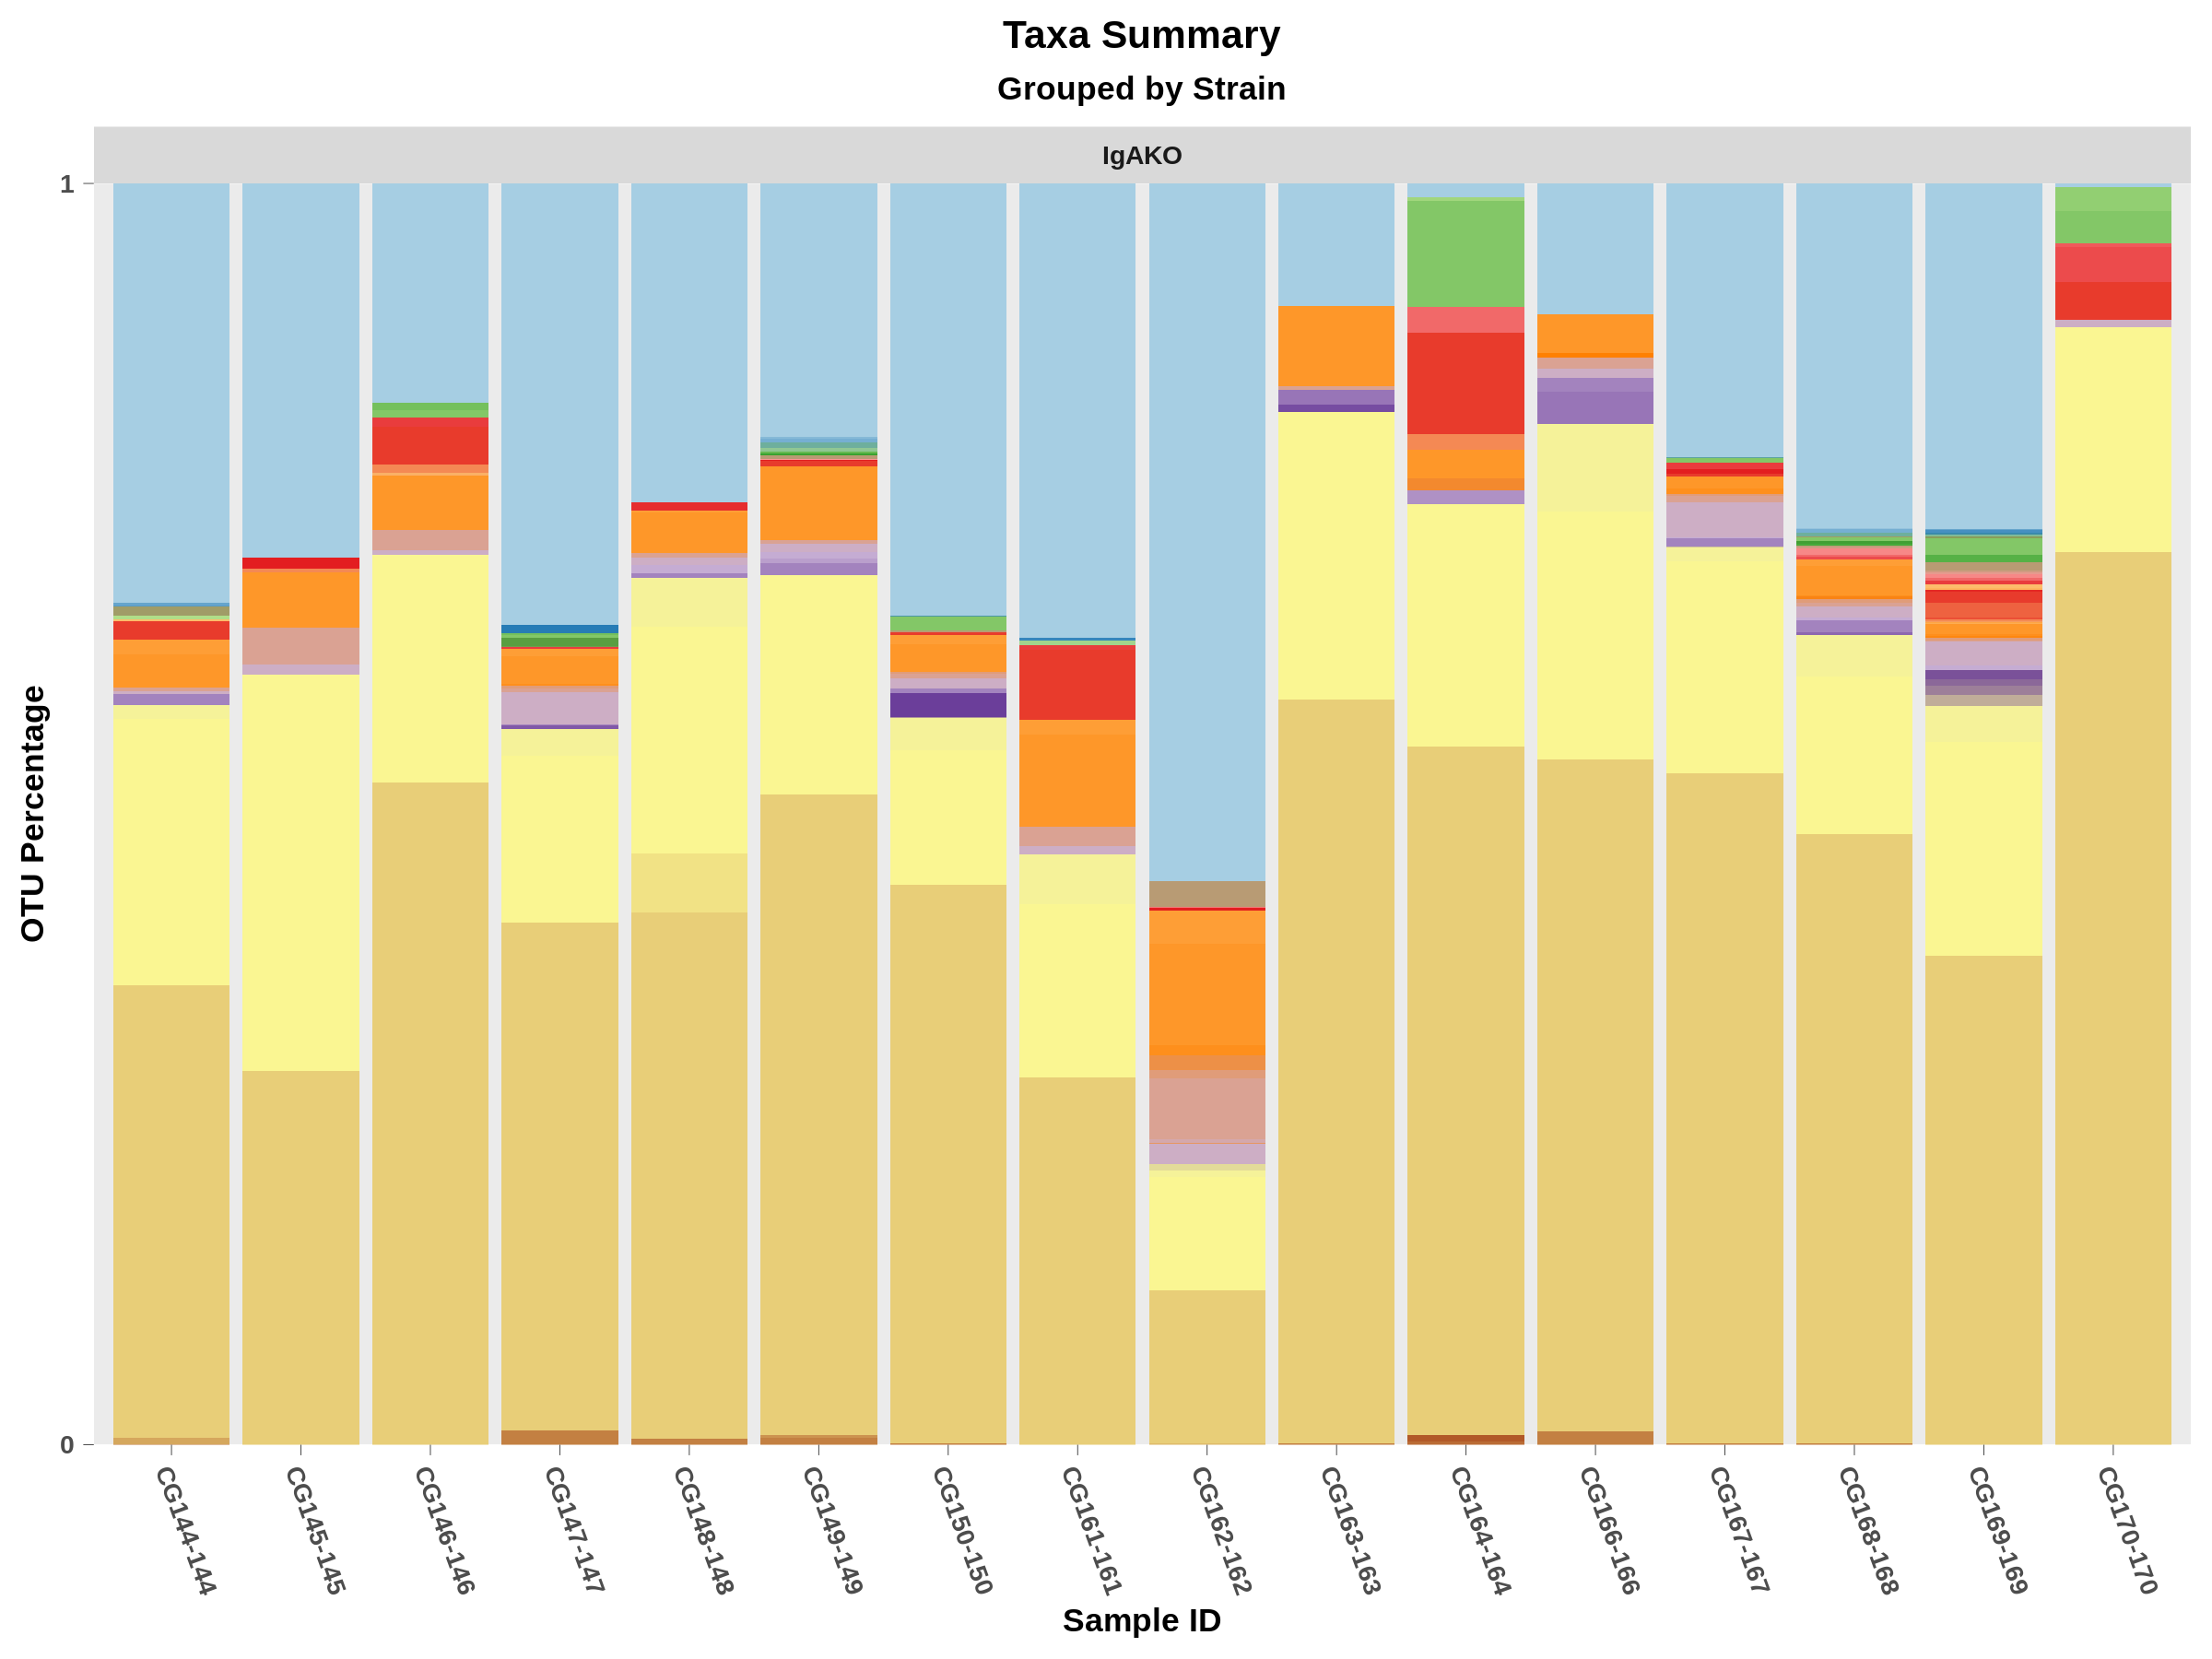 Taxa Summary
Grouped by Strain
IgAKO
1
0
OTU Percentage
CG144-144
CG145-145
CG146-146
CG147-147
CG148-148
CG149-149
CG150-150
CG161-161
CG162-162
CG163-163
CG164-164
CG166-166
CG167-167
CG168-168
CG169-169
CG170-170
Sample ID